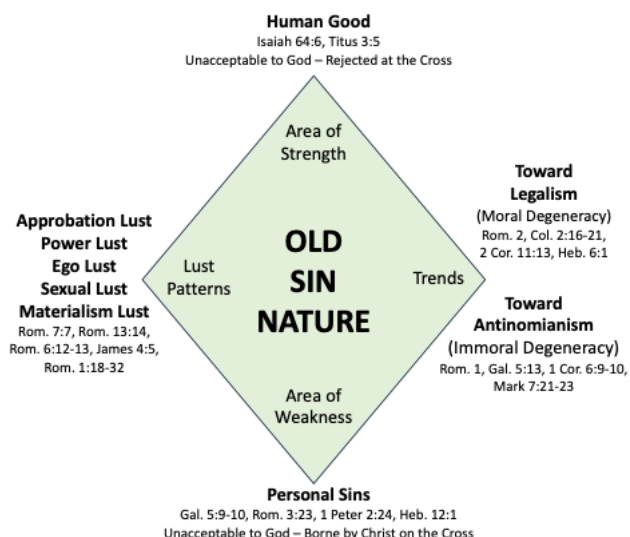 Human Good
Isaiah 64:6, Titus 3:5
Unacceptable to God – Rejected at the Cross
Area of
Strength
Approbation Lust
Power Lust
Ego Lust
Sexual Lust
Materialism Lust
Rom. 7:7, Rom. 13:14,
Rom. 6:12-13, James 4:5,
Rom. 1:18-32
Lust
Patterns
OLD
SIN
NATURE
Trends
Toward
Legalism
(Moral Degeneracy)
Rom. 2, Col. 2:16-21,
2 Cor. 11:13, Heb. 6:1
Toward
Antinomianism
(Immoral Degeneracy)
Rom. 1, Gal. 5:13, 1 Cor. 6:9-10,
Mark 7:21-23
Area of
Weakness
Personal Sins
Gal. 5:9-10, Rom. 3:23, 1 Peter 2:24, Heb. 12:1
Unacceptable to God – Borne by Christ on the Cross